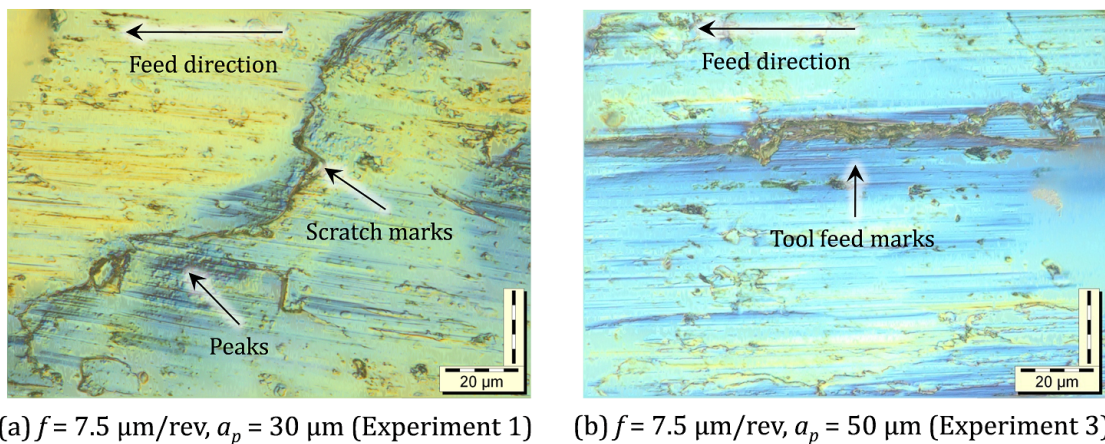 Feed direction
Scratch marks
Peaks
20 µm
Feed direction
Tool feed marks
20 µm
(a) f = 7.5 µm/rev, ap = 30 µm (Experiment 1)
(b) f = 7.5 µm/rev, ap = 50 µm (Experiment 3)